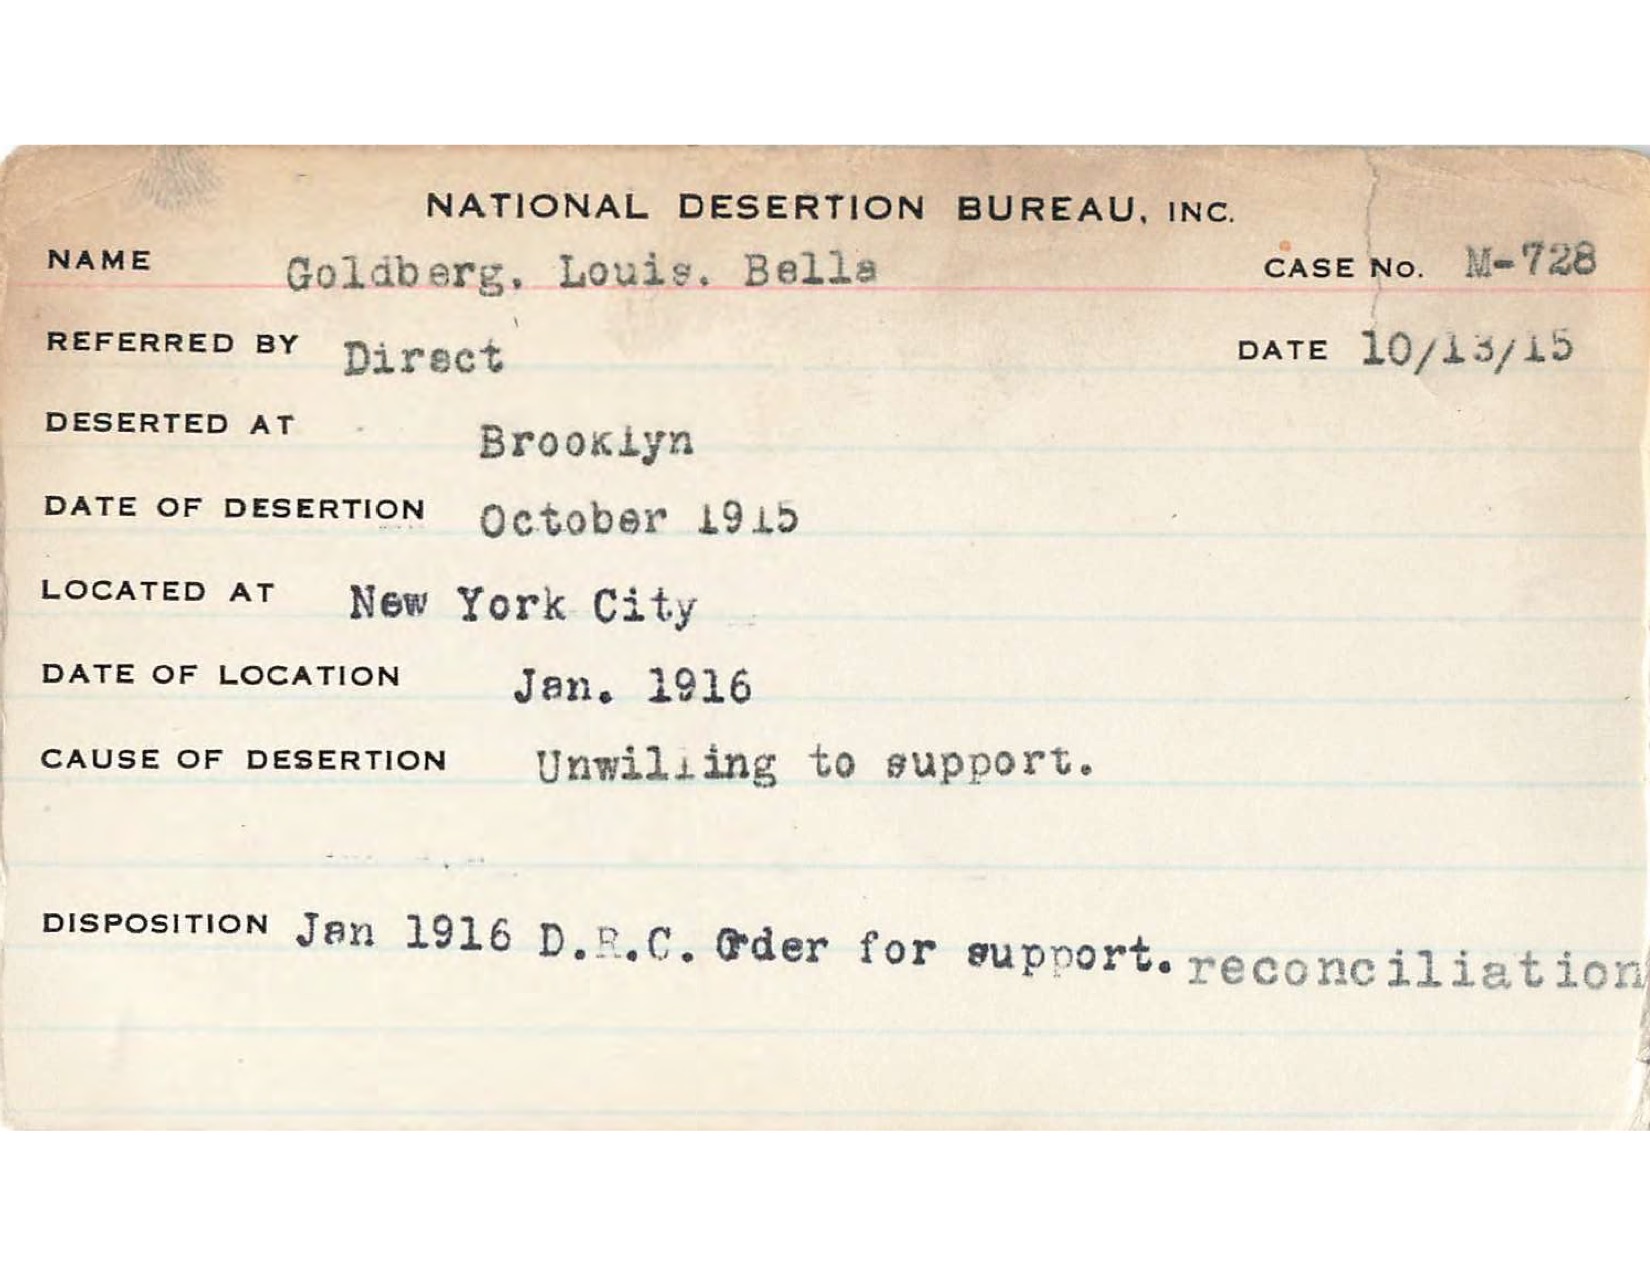 NATIONAL DESERTION BUREAU, INC.
NAME Goldberg, Louis. Bella CASE No. M-728
REFERRED BY Direct DATE 10/13/15
DESERTED AT Brooklyn
DATE OF DESERTION October 1915
LOCATED AT New York City
DATE OF LOCATION Jan. 1916
CAUSE OF DESERTION Unwilling to support.
DISPOSITION Jan 1916 D.R.C. Order for support. reconciliation